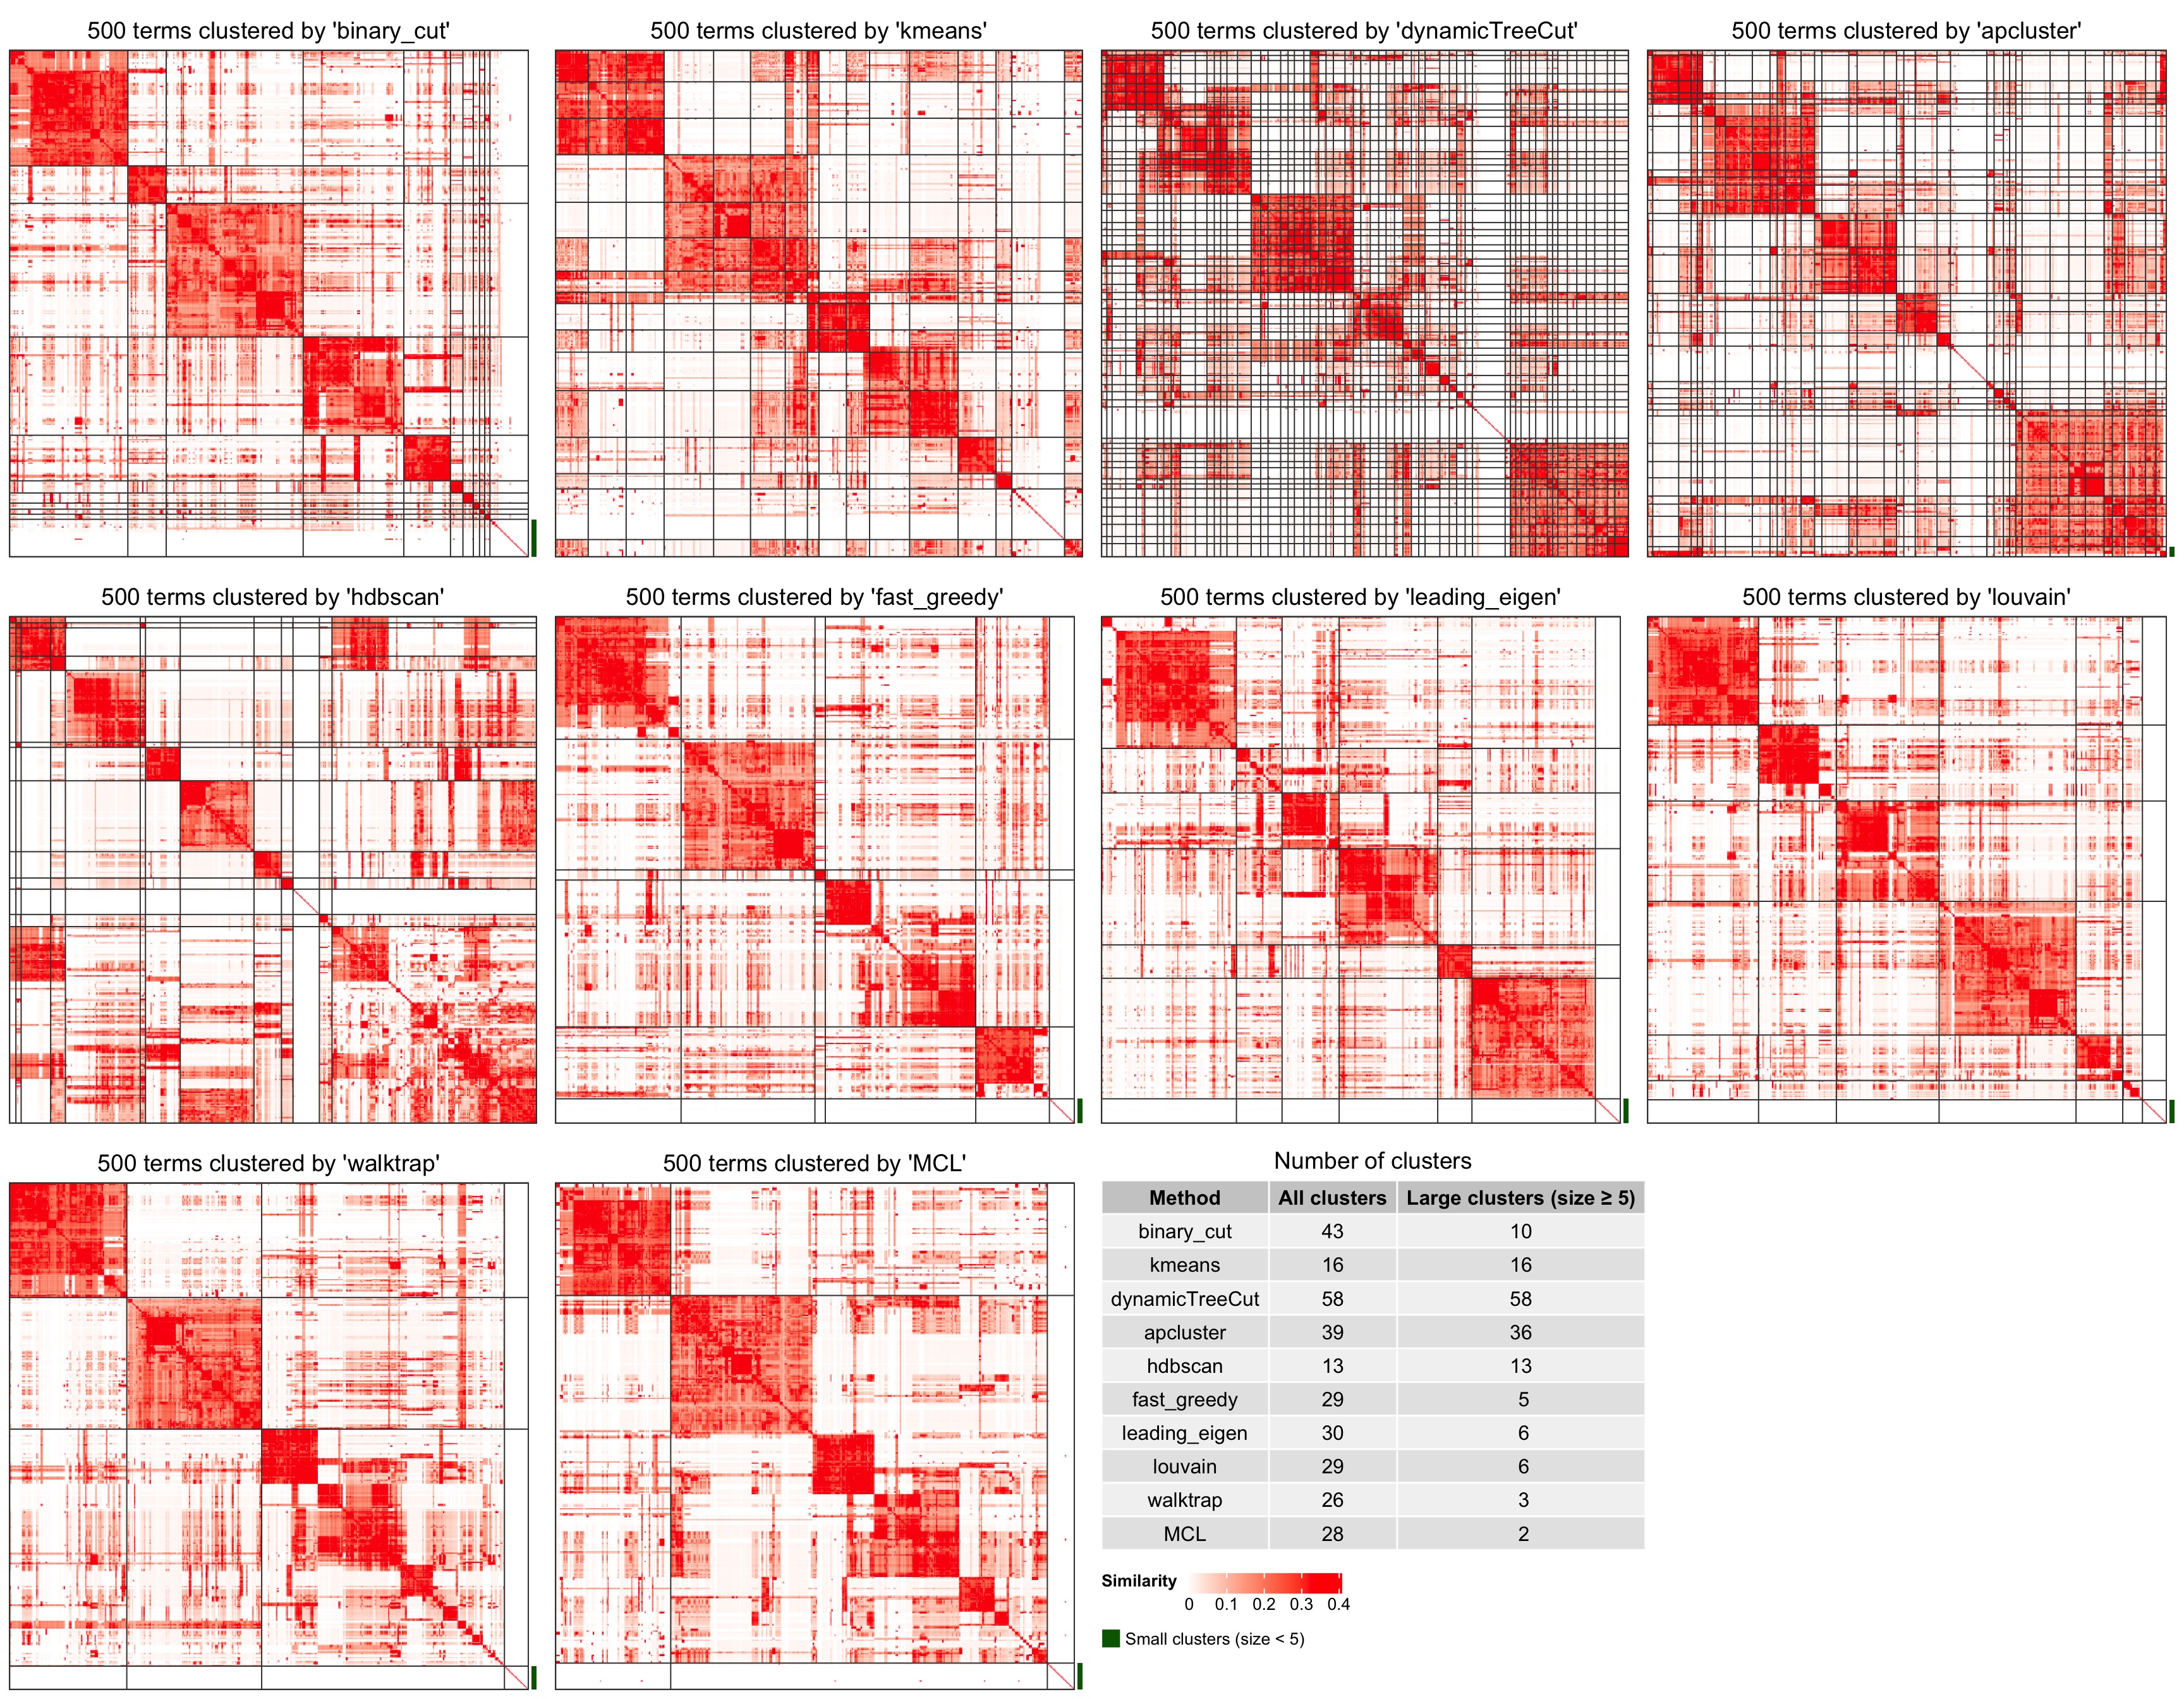 500 terms clustered by 'binary_cut'
500 terms clustered by 'kmeans'
500 terms clustered by 'dynamicTreeCut'
500 terms clustered by 'apcluster'
500 terms clustered by 'hdbscan'
500 terms clustered by 'fast_greedy'
500 terms clustered by 'leading_eigen'
500 terms clustered by 'louvain'
500 terms clustered by 'walktrap'
500 terms clustered by 'MCL'
Number of clusters
Method All clusters Large clusters (size ≥ 5)
binary_cut 43 10
kmeans 16 16
dynamicTreeCut 58 58
apcluster 39 36
hdbscan 13 13
fast_greedy 29 5
leading_eigen 30 6
louvain 29 6
walktrap 26 3
MCL 28 2
Similarity
0 0.1 0.2 0.3 0.4
Small clusters (size < 5)